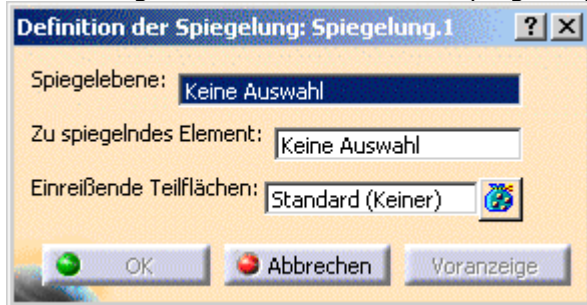 Definition der Spiegelung: Spiegelung.1 ? ×
Spiegelebene: Keine Auswahl
Zu spiegelndes Element: Keine Auswahl
Einreißende Teilflächen: Standard (Keiner)
OK Abbrechen Voranzeige